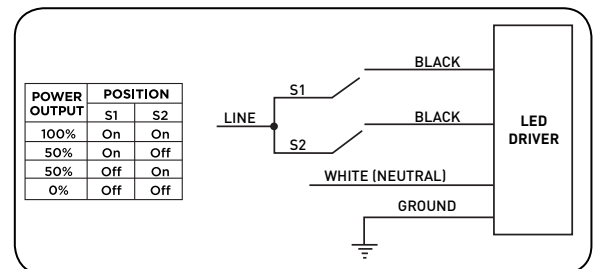 POWER OUTPUT POSITION
S1 S2
100% On On
50% On Off
50% Off On
0% Off Off
LINE
S1
S2
BLACK
BLACK
WHITE (NEUTRAL)
GROUND
LED
DRIVER